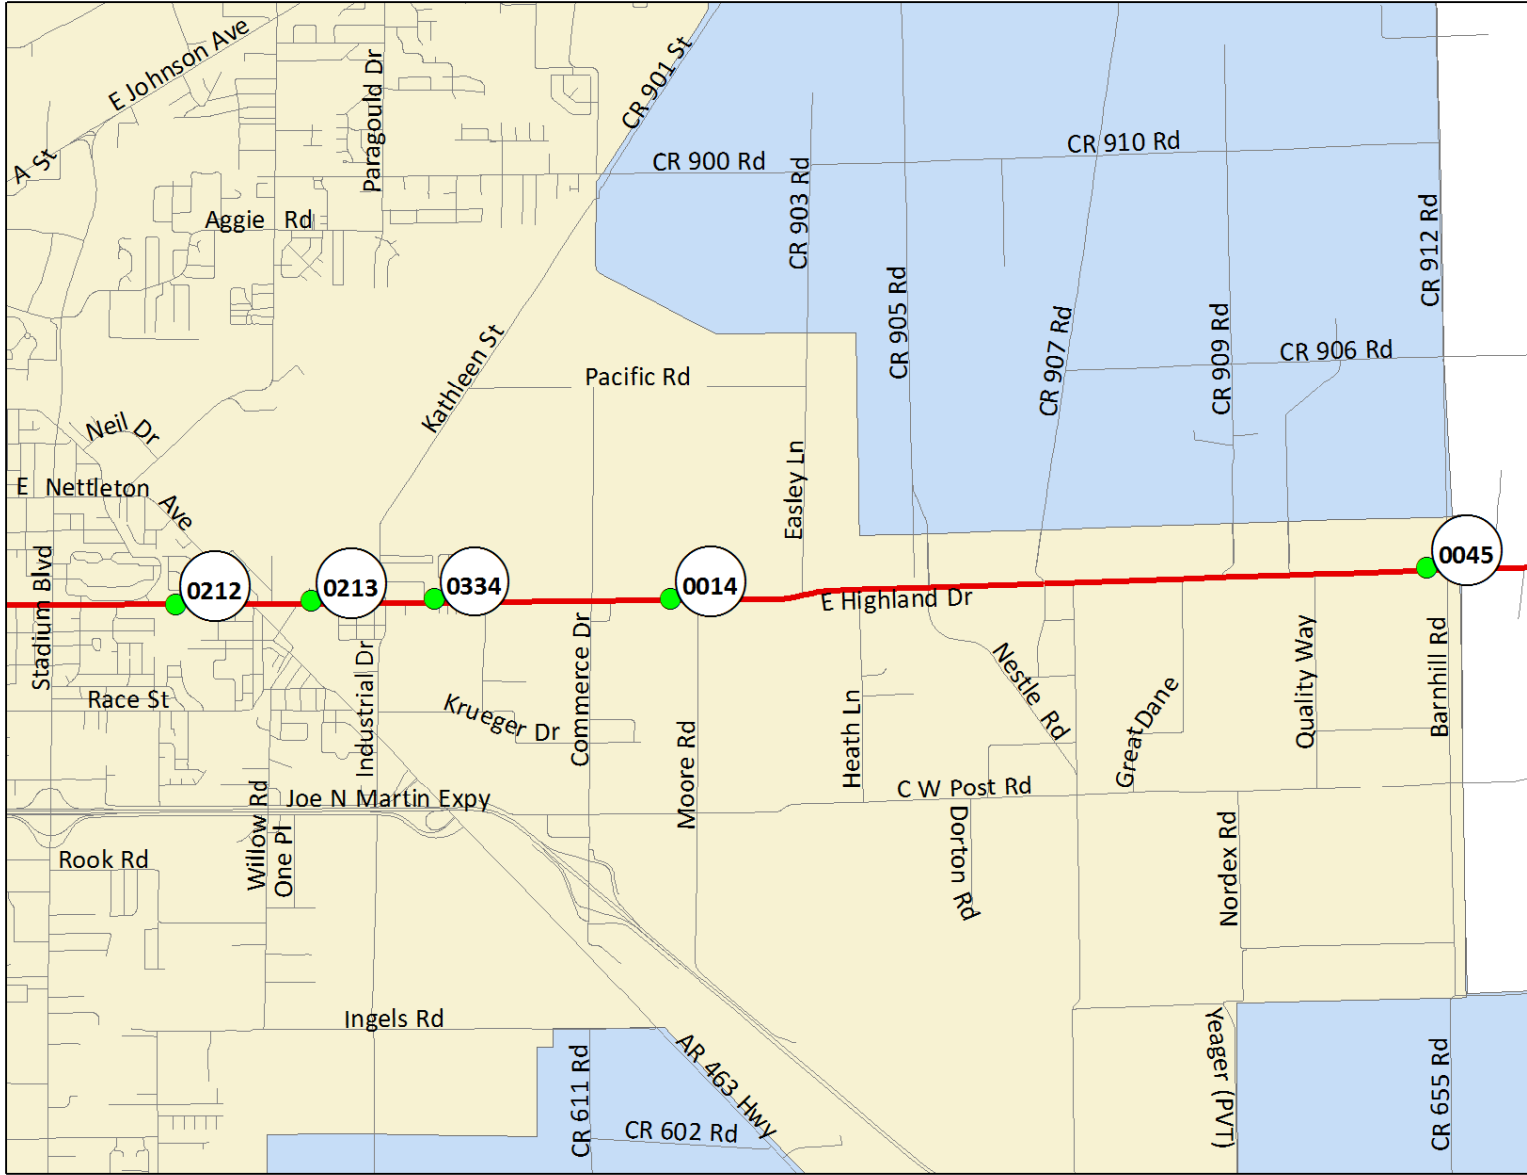 E Johnson Ave
Paragould Dr
CR 901 St
A St
CR 900 Rd
CR 910 Rd
Aggie Rd
CR 903 Rd
CR 912 Rd
CR 905 Rd
CR 907 Rd
CR 909 Rd
CR 906 Rd
Kathleen St
Pacific Rd
Neil Dr
E Nettleton Ave
Easley Ln
Stadium Blvd
0212
0213
0334
0014
0045
E Highland Dr
Race St
Industrial Dr
Krueger Dr
Commerce Dr
Moore Rd
Heath Ln
Nestle Rd
Great Dane
Quality Way
Barnhill Rd
C W Post Rd
Joe N Martin Expy
Willow Rd
One Pl
Rook Rd
Dorton Rd
Nordex Rd
Ingels Rd
AR 463 Hwy
CR 611 Rd
CR 602 Rd
Yeager (PVT)
CR 655 Rd